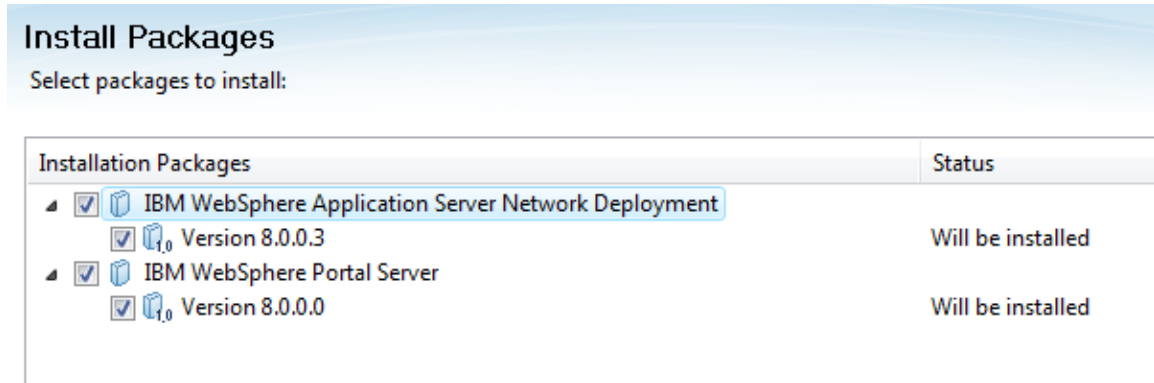 Install Packages
Select packages to install:
Installation Packages Status
IBM WebSphere Application Server Network Deployment
Version 8.0.0.3 Will be installed
IBM WebSphere Portal Server
Version 8.0.0.0 Will be installed